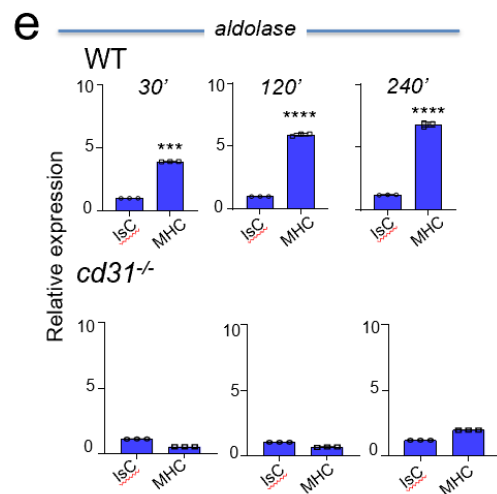 e
aldolase
WT
30’ 120’ 240’
*** **** ****
10 10 10
5 5 5
0 0 0
IsC MHC IsC MHC IsC MHC
Relative expression
cd31-/-
10 10 10
5 5 5
0 0 0
IsC MHC IsC MHC IsC MHC